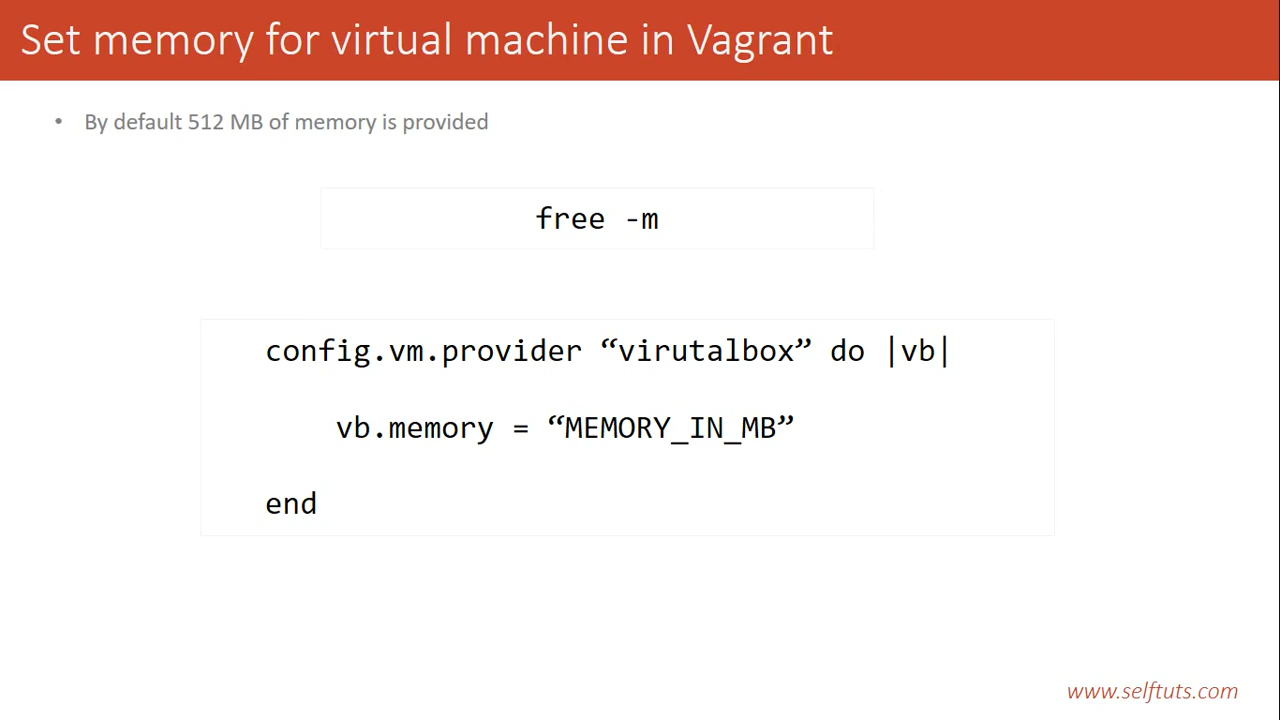 Set memory for virtual machine in Vagrant
• By default 512 MB of memory is provided
free -m
config.vm.provider “virutalbox” do |vb|
vb.memory = “MEMORY_IN_MB”
end
www.selftuts.com